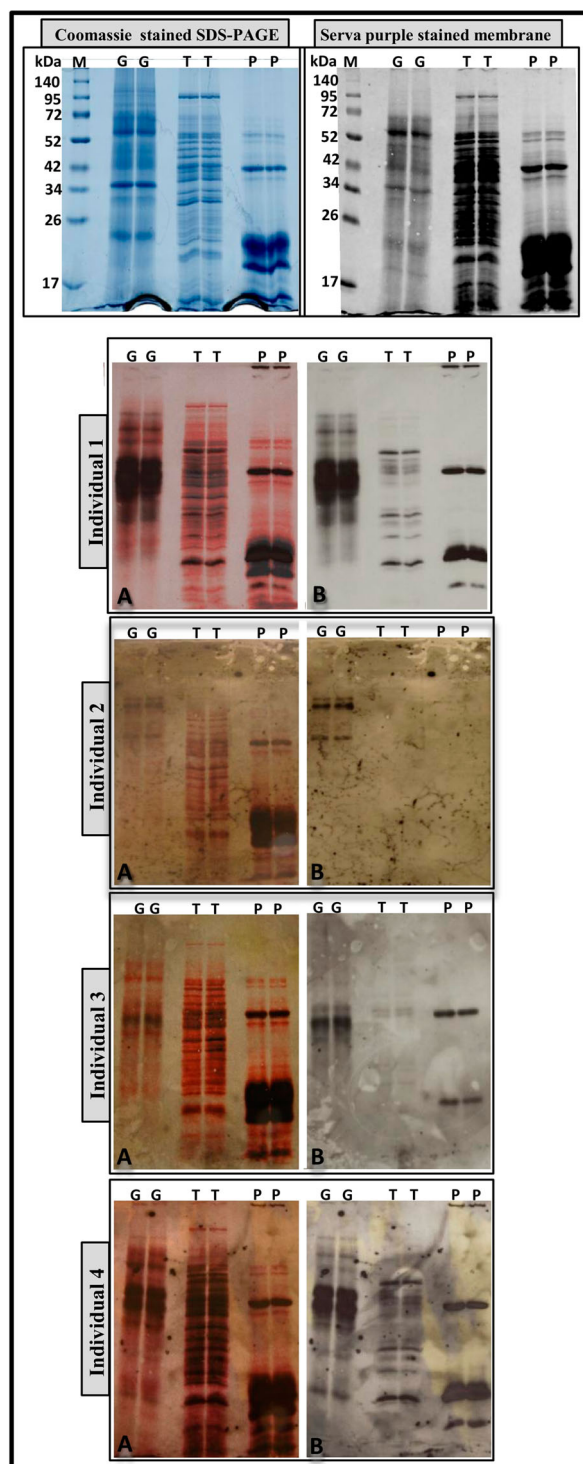 Coomassie stained SDS-PAGE
Serva purple stained membrane
kDa M G G T T P P
140
95
72
52
42
34
26
17
kDa M G G T T P P
140
95
72
52
42
34
26
17
Individual 1
G G T T P P
A
G G T T P P
B
Individual 2
G G T T P P
A
G G T T P P
B
Individual 3
G G T T P P
A
G G T T P P
B
Individual 4
G G T T P P
A
G G T T P P
B